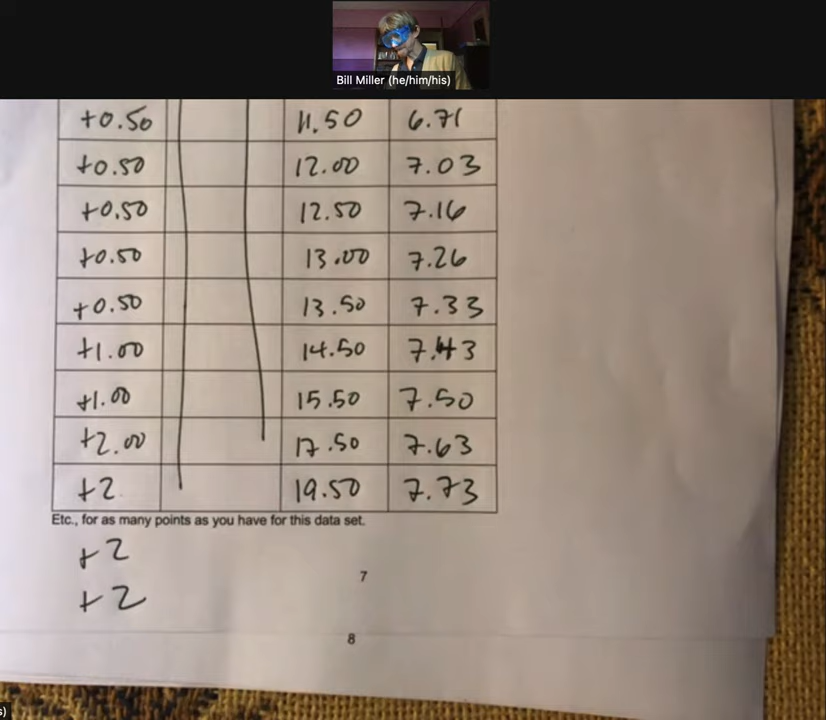 Bill Miller (he/him/his)
+0.50 11.50 6.71
+0.50 12.00 7.03
+0.50 12.50 7.16
+0.50 13.00 7.26
+0.50 13.50 7.33
+1.00 14.50 7.43
+1.00 15.50 7.50
+2.00 17.50 7.63
+2 19.50 7.73
Etc., for as many points as you have for this data set.
+2
7
+2
8
s)